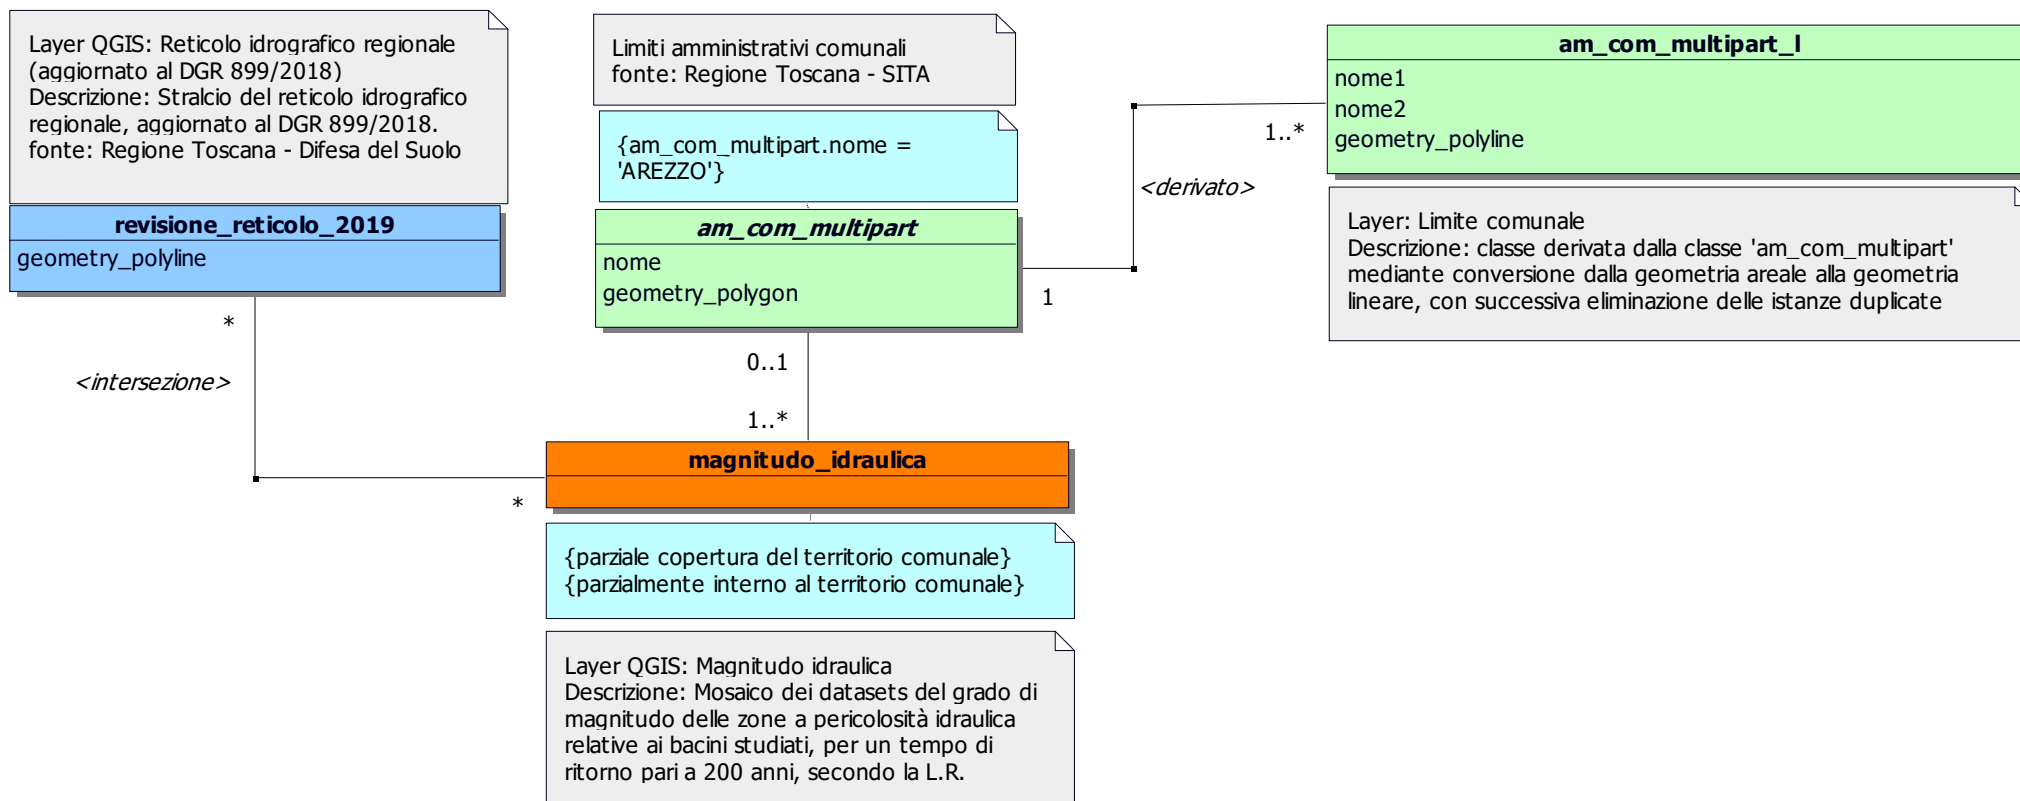 Layer QGIS: Reticolo idrografico regionale
(aggiornato al DGR 899/2018)
Descrizione: Stralcio del reticolo idrografico
regionale, aggiornato al DGR 899/2018.
fonte: Regione Toscana - Difesa del Suolo
revisione_reticolo_2019
geometry_polyline
*
<intersezione>
*
Limiti amministrativi comunali
fonte: Regione Toscana - SITA
{am_com_multipart.nome =
'AREZZO'}
am_com_multipart
nome
geometry_polygon
1
0..1
1..*
<derivato>
1..*
am_com_multipart_l
nome1
nome2
geometry_polyline
Layer: Limite comunale
Descrizione: classe derivata dalla classe 'am_com_multipart'
mediante conversione dalla geometria areale alla geometria
lineare, con successiva eliminazione delle istanze duplicate
magnitudo_idraulica
{parziale copertura del territorio comunale}
{parzialmente interno al territorio comunale}
Layer QGIS: Magnitudo idraulica
Descrizione: Mosaico dei datasets del grado di
magnitudo delle zone a pericolosità idraulica
relative ai bacini studiati, per un tempo di
ritorno pari a 200 anni, secondo la L.R.